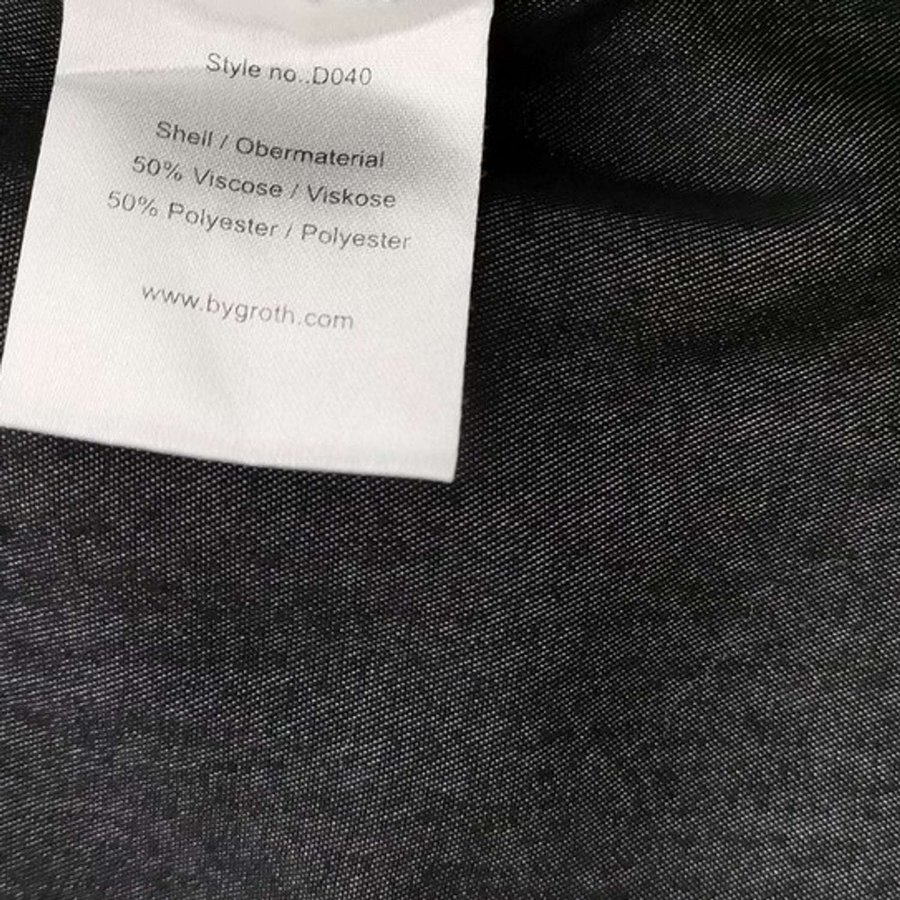 Style no..D040
Shell / Obermaterial
50% Viscose / Viskose
50% Polyester / Polyester
www.bygroth.com